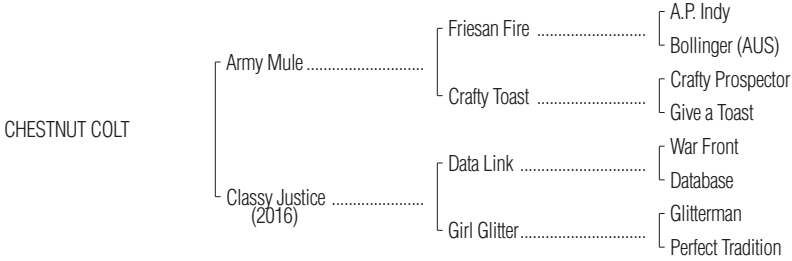 A.P. Indy
Friesan Fire ............................
Bollinger (AUS)
Army Mule ..............................
Crafty Prospector
Crafty Toast ............................
Give a Toast
CHESTNUT COLT
War Front
Data Link ................................
Database
Classy Justice ........................
(2016)
Glitterman
Girl Glitter................................
Perfect Tradition